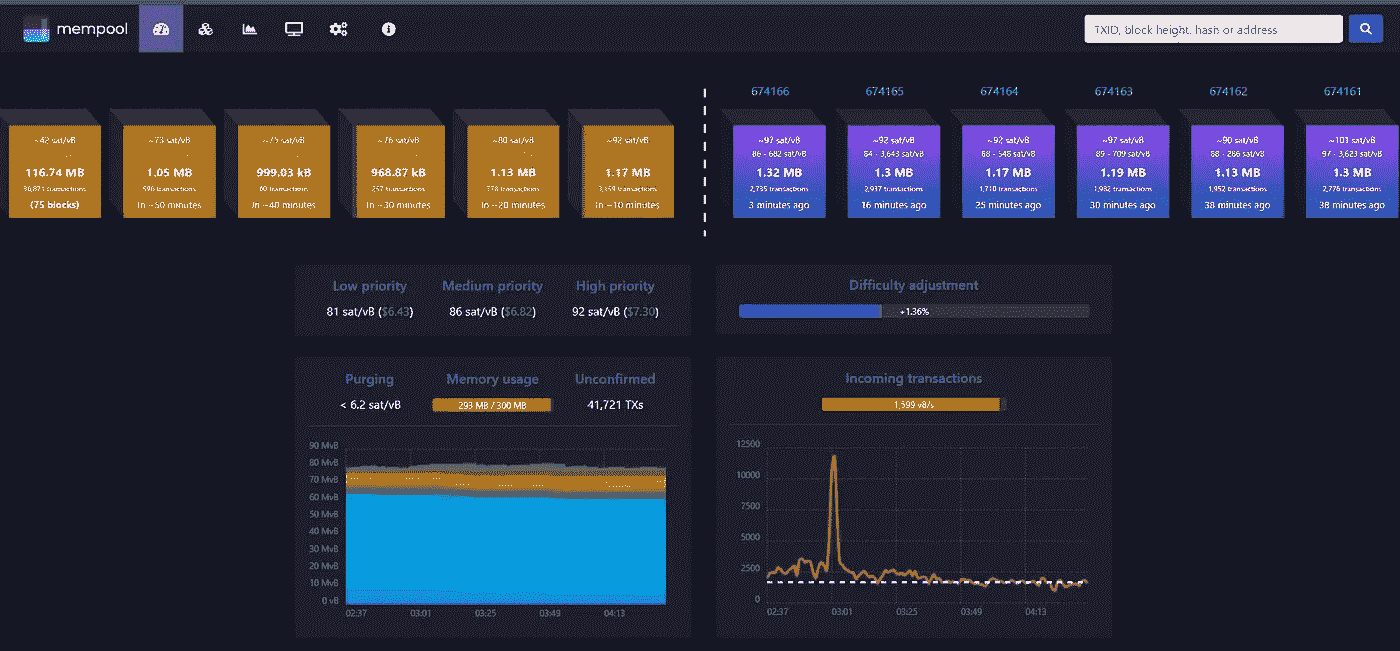 mempool
TXID, block height, hash or address
674166 674165 674164 674163 674162 674161
~42 sat/vB ~73 sat/vB ~75 sat/vB ~76 sat/vB ~80 sat/vB ~92 sat/vB ~97 sat/vB ~92 sat/vB ~92 sat/vB ~97 sat/vB ~90 sat/vB ~101 sat/vB
86 - 682 sat/vB 84 - 3,643 sat/vB 68 - 548 sat/vB 89 - 709 sat/vB 88 - 266 sat/vB 97 - 3,623 sat/vB
116.74 MB 1.05 MB 999.03 kB 968.87 kB 1.13 MB 1.17 MB 1.32 MB 1.3 MB 1.17 MB 1.19 MB 1.13 MB 1.3 MB
transactions 596 transactions 60 transactions 257 transactions 778 transactions transactions 2,735 transactions 2,937 transactions 1,710 transactions 1,982 transactions 1,952 transactions 2,776 transactions
(75 blocks) In ~50 minutes In ~40 minutes In ~30 minutes In ~20 minutes In ~10 minutes 3 minutes ago 16 minutes ago 25 minutes ago 30 minutes ago 38 minutes ago 38 minutes ago
Low priority Medium priority High priority
81 sat/vB ($6.43) 86 sat/vB ($6.82) 92 sat/vB ($7.30)
Difficulty adjustment
+1.36%
Purging Memory usage Unconfirmed
< 6.2 sat/vB 293 MB / 300 MB 41,721 TXs
90 MvB
80 MvB
70 MvB
60 MvB
50 MvB
40 MvB
30 MvB
20 MvB
10 MvB
0 vB
02:37 03:01 03:25 03:49 04:13
Incoming transactions
1,599 vB/s
12500
10000
7500
5000
2500
0
02:37 03:01 03:25 03:49 04:13